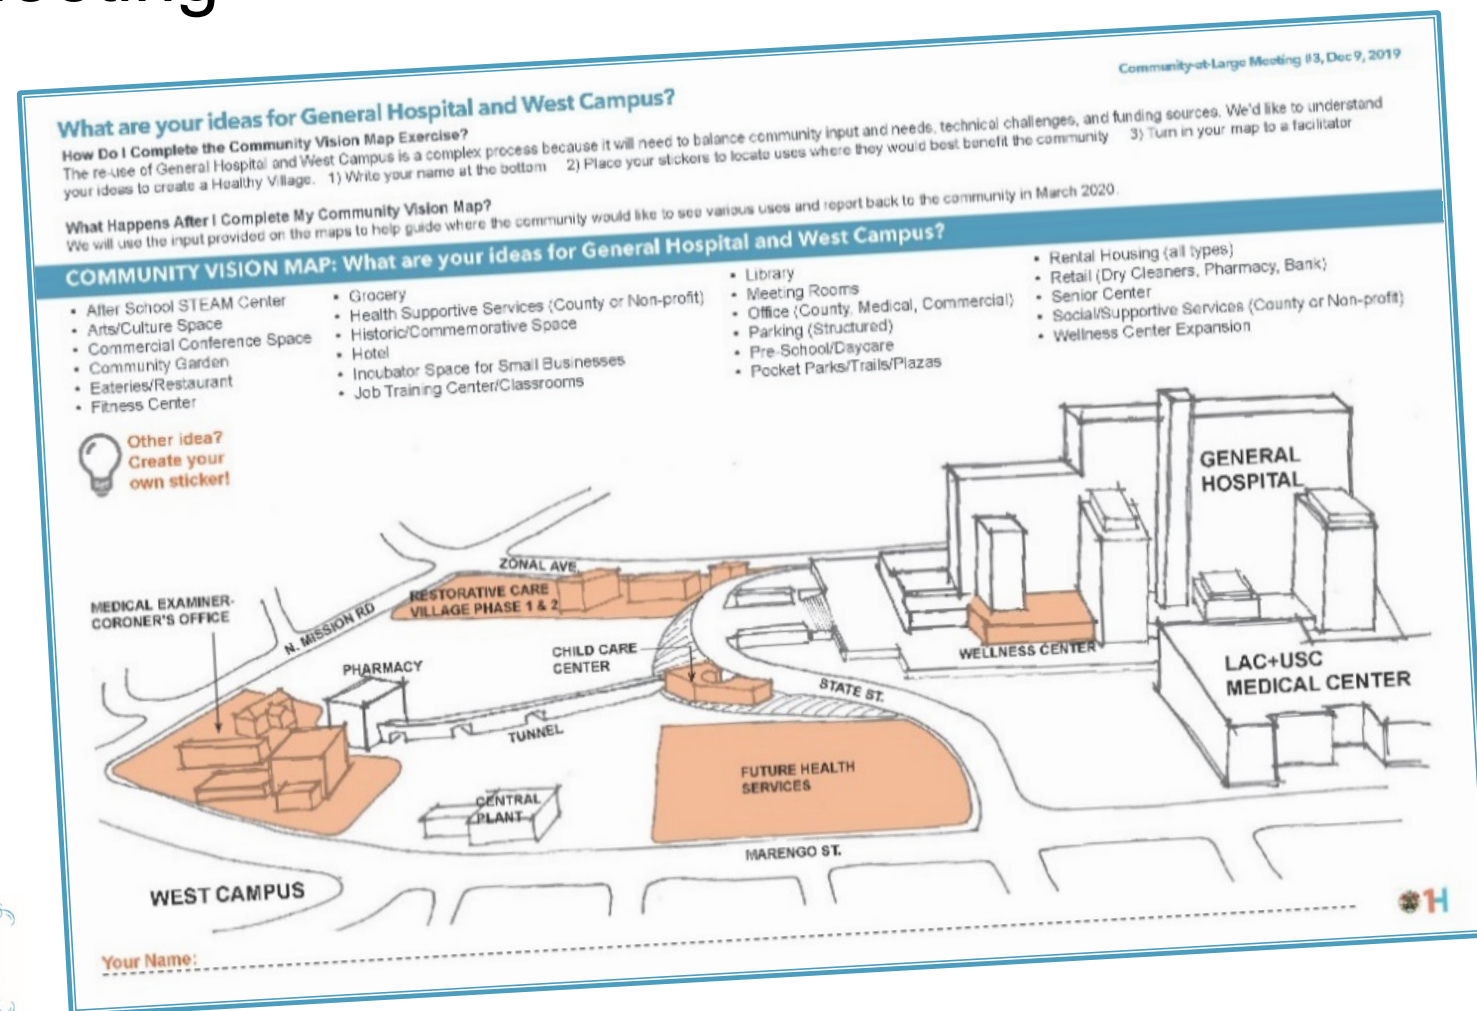 Community-at-Large Meeting #3, Dec 9, 2019
What are your ideas for General Hospital and West Campus?
How Do I Complete the Community Vision Map Exercise?
The re-use of General Hospital and West Campus is a complex process because it will need to balance community input and needs, technical challenges, and funding sources. We'd like to understand
your ideas to create a Healthy Village. 1) Write your name at the bottom 2) Place your stickers to locate uses where they would best benefit the community 3) Turn in your map to a facilitator
What Happens After I Complete My Community Vision Map?
We will use the input provided on the maps to help guide where the community would like to see various uses and report back to the community in March 2020.
COMMUNITY VISION MAP: What are your ideas for General Hospital and West Campus?
• After School STEAM Center
• Arts/Culture Space
• Commercial Conference Space
• Community Garden
• Eateries/Restaurant
• Fitness Center
• Grocery
• Health Supportive Services (County or Non-profit)
• Historic/Commemorative Space
• Hotel
• Incubator Space for Small Businesses
• Job Training Center/Classrooms
• Library
• Meeting Rooms
• Office (County, Medical, Commercial)
• Parking (Structured)
• Pre-School/Daycare
• Pocket Parks/Trails/Plazas
• Rental Housing (all types)
• Retail (Dry Cleaners, Pharmacy, Bank)
• Senior Center
• Social/Supportive Services (County or Non-profit)
• Wellness Center Expansion
Other idea?
Create your
own sticker!
GENERAL
HOSPITAL
ZONAL AVE.
RESTORATIVE CARE
VILLAGE PHASE 1 & 2
MEDICAL EXAMINER-
CORONER'S OFFICE
N. MISSION RD
CHILD CARE
CENTER
PHARMACY
WELLNESS CENTER
LAC+USC
MEDICAL CENTER
STATE ST.
TUNNEL
FUTURE HEALTH
SERVICES
CENTRAL
PLANT
MARENGO ST.
WEST CAMPUS
Your Name: